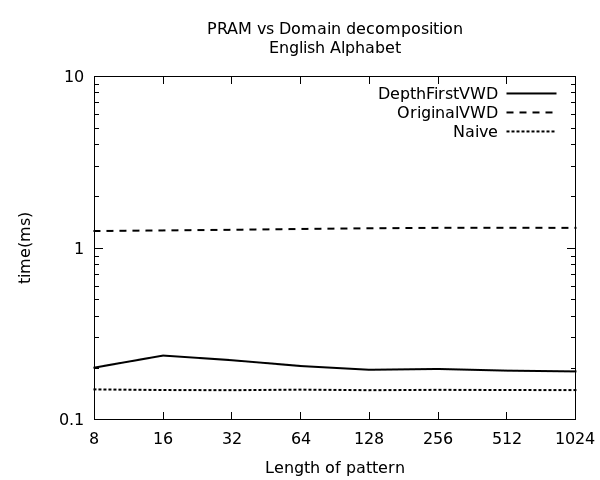 PRAM vs Domain decomposition
English Alphabet
10
DepthFirstVWD
OriginalVWD
Naive
time(ms)
1
0.1
8 16 32 64 128 256 512 1024
Length of pattern